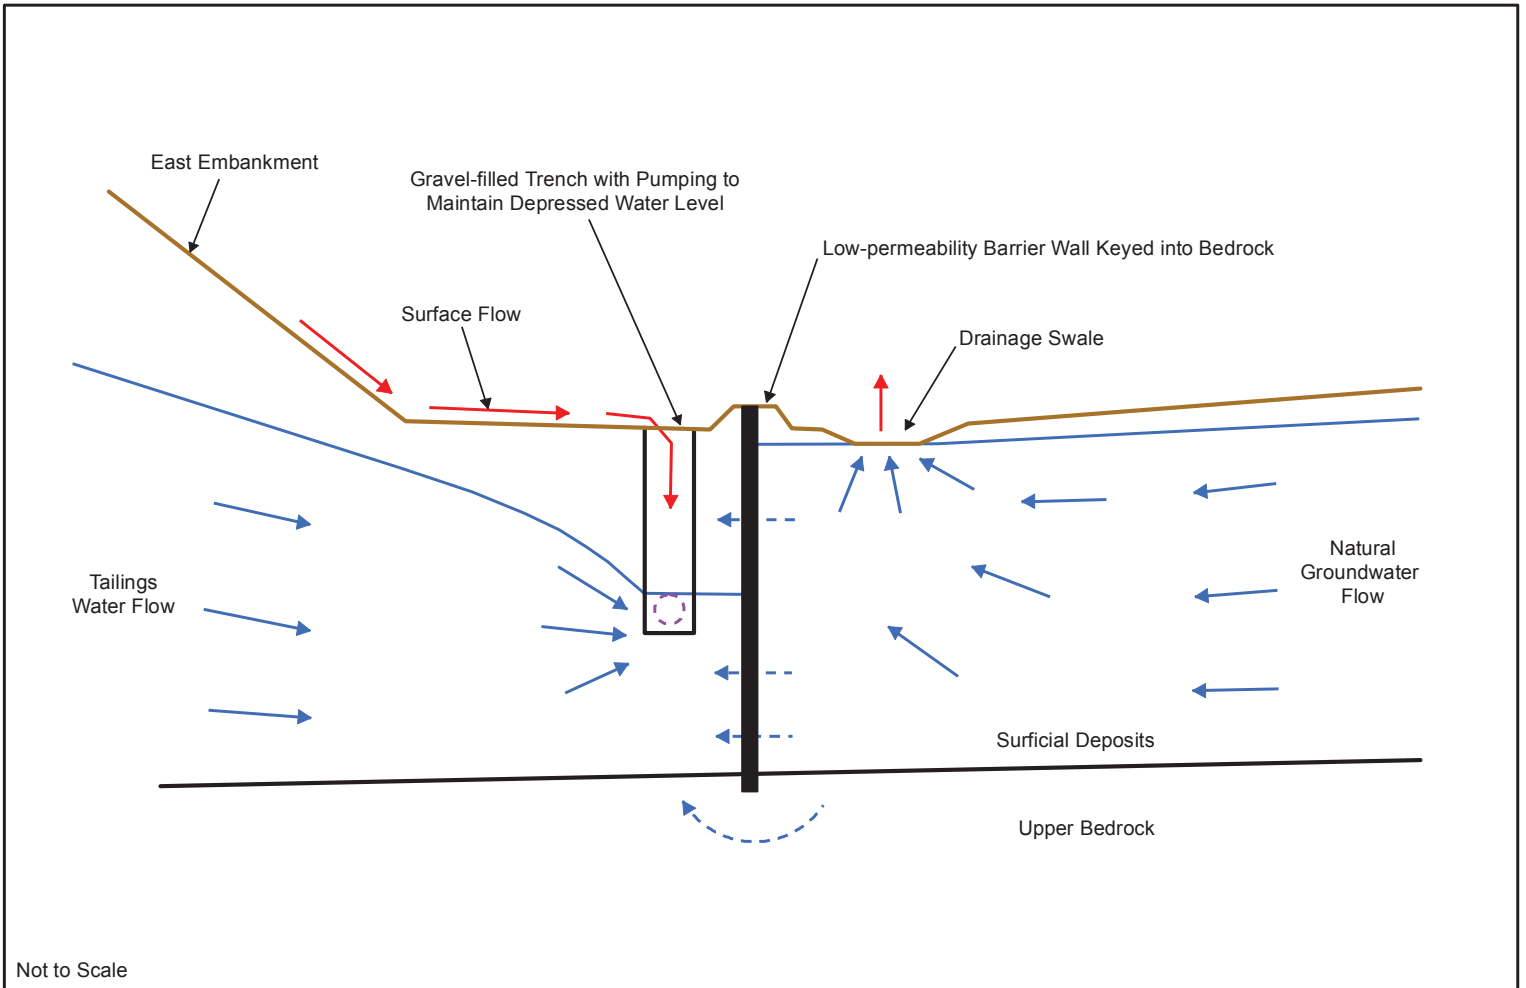 East Embankment
Gravel-filled Trench with Pumping to
Maintain Depressed Water Level
Low-permeability Barrier Wall Keyed into Bedrock
Surface Flow
Drainage Swale
Tailings
Water Flow
Natural
Groundwater
Flow
Surficial Deposits
Upper Bedrock
Not to Scale